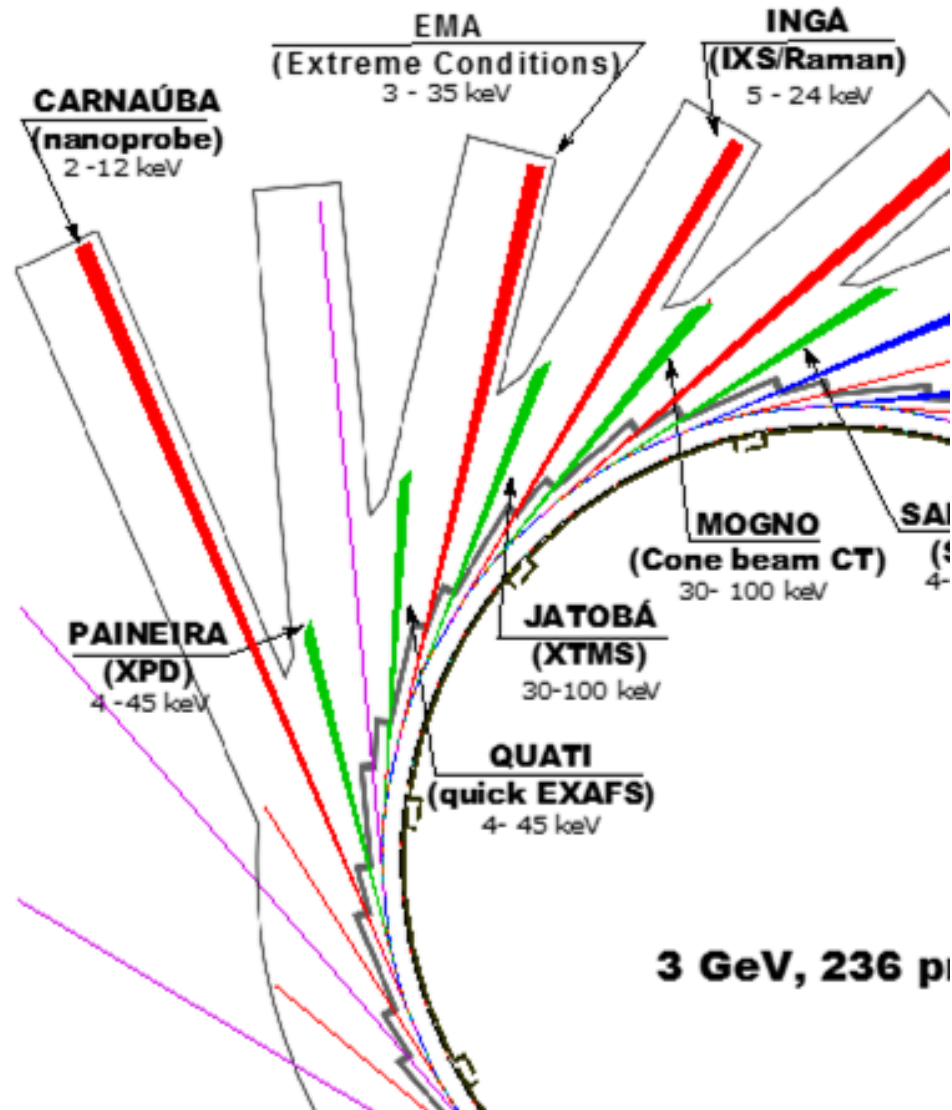 EMA
(Extreme Conditions)
3 - 35 keV
INGÁ
(IXS/Raman)
5 - 24 keV
CARNAÚBA
(nanoprobe)
2 -12 keV
PAINEIRA
(XPD)
4 -45 keV
QUATI
(quick EXAFS)
4- 45 keV
JATOBÁ
(XTMS)
30-100 keV
MOGNO
(Cone beam CT)
30- 100 keV
3 GeV, 236